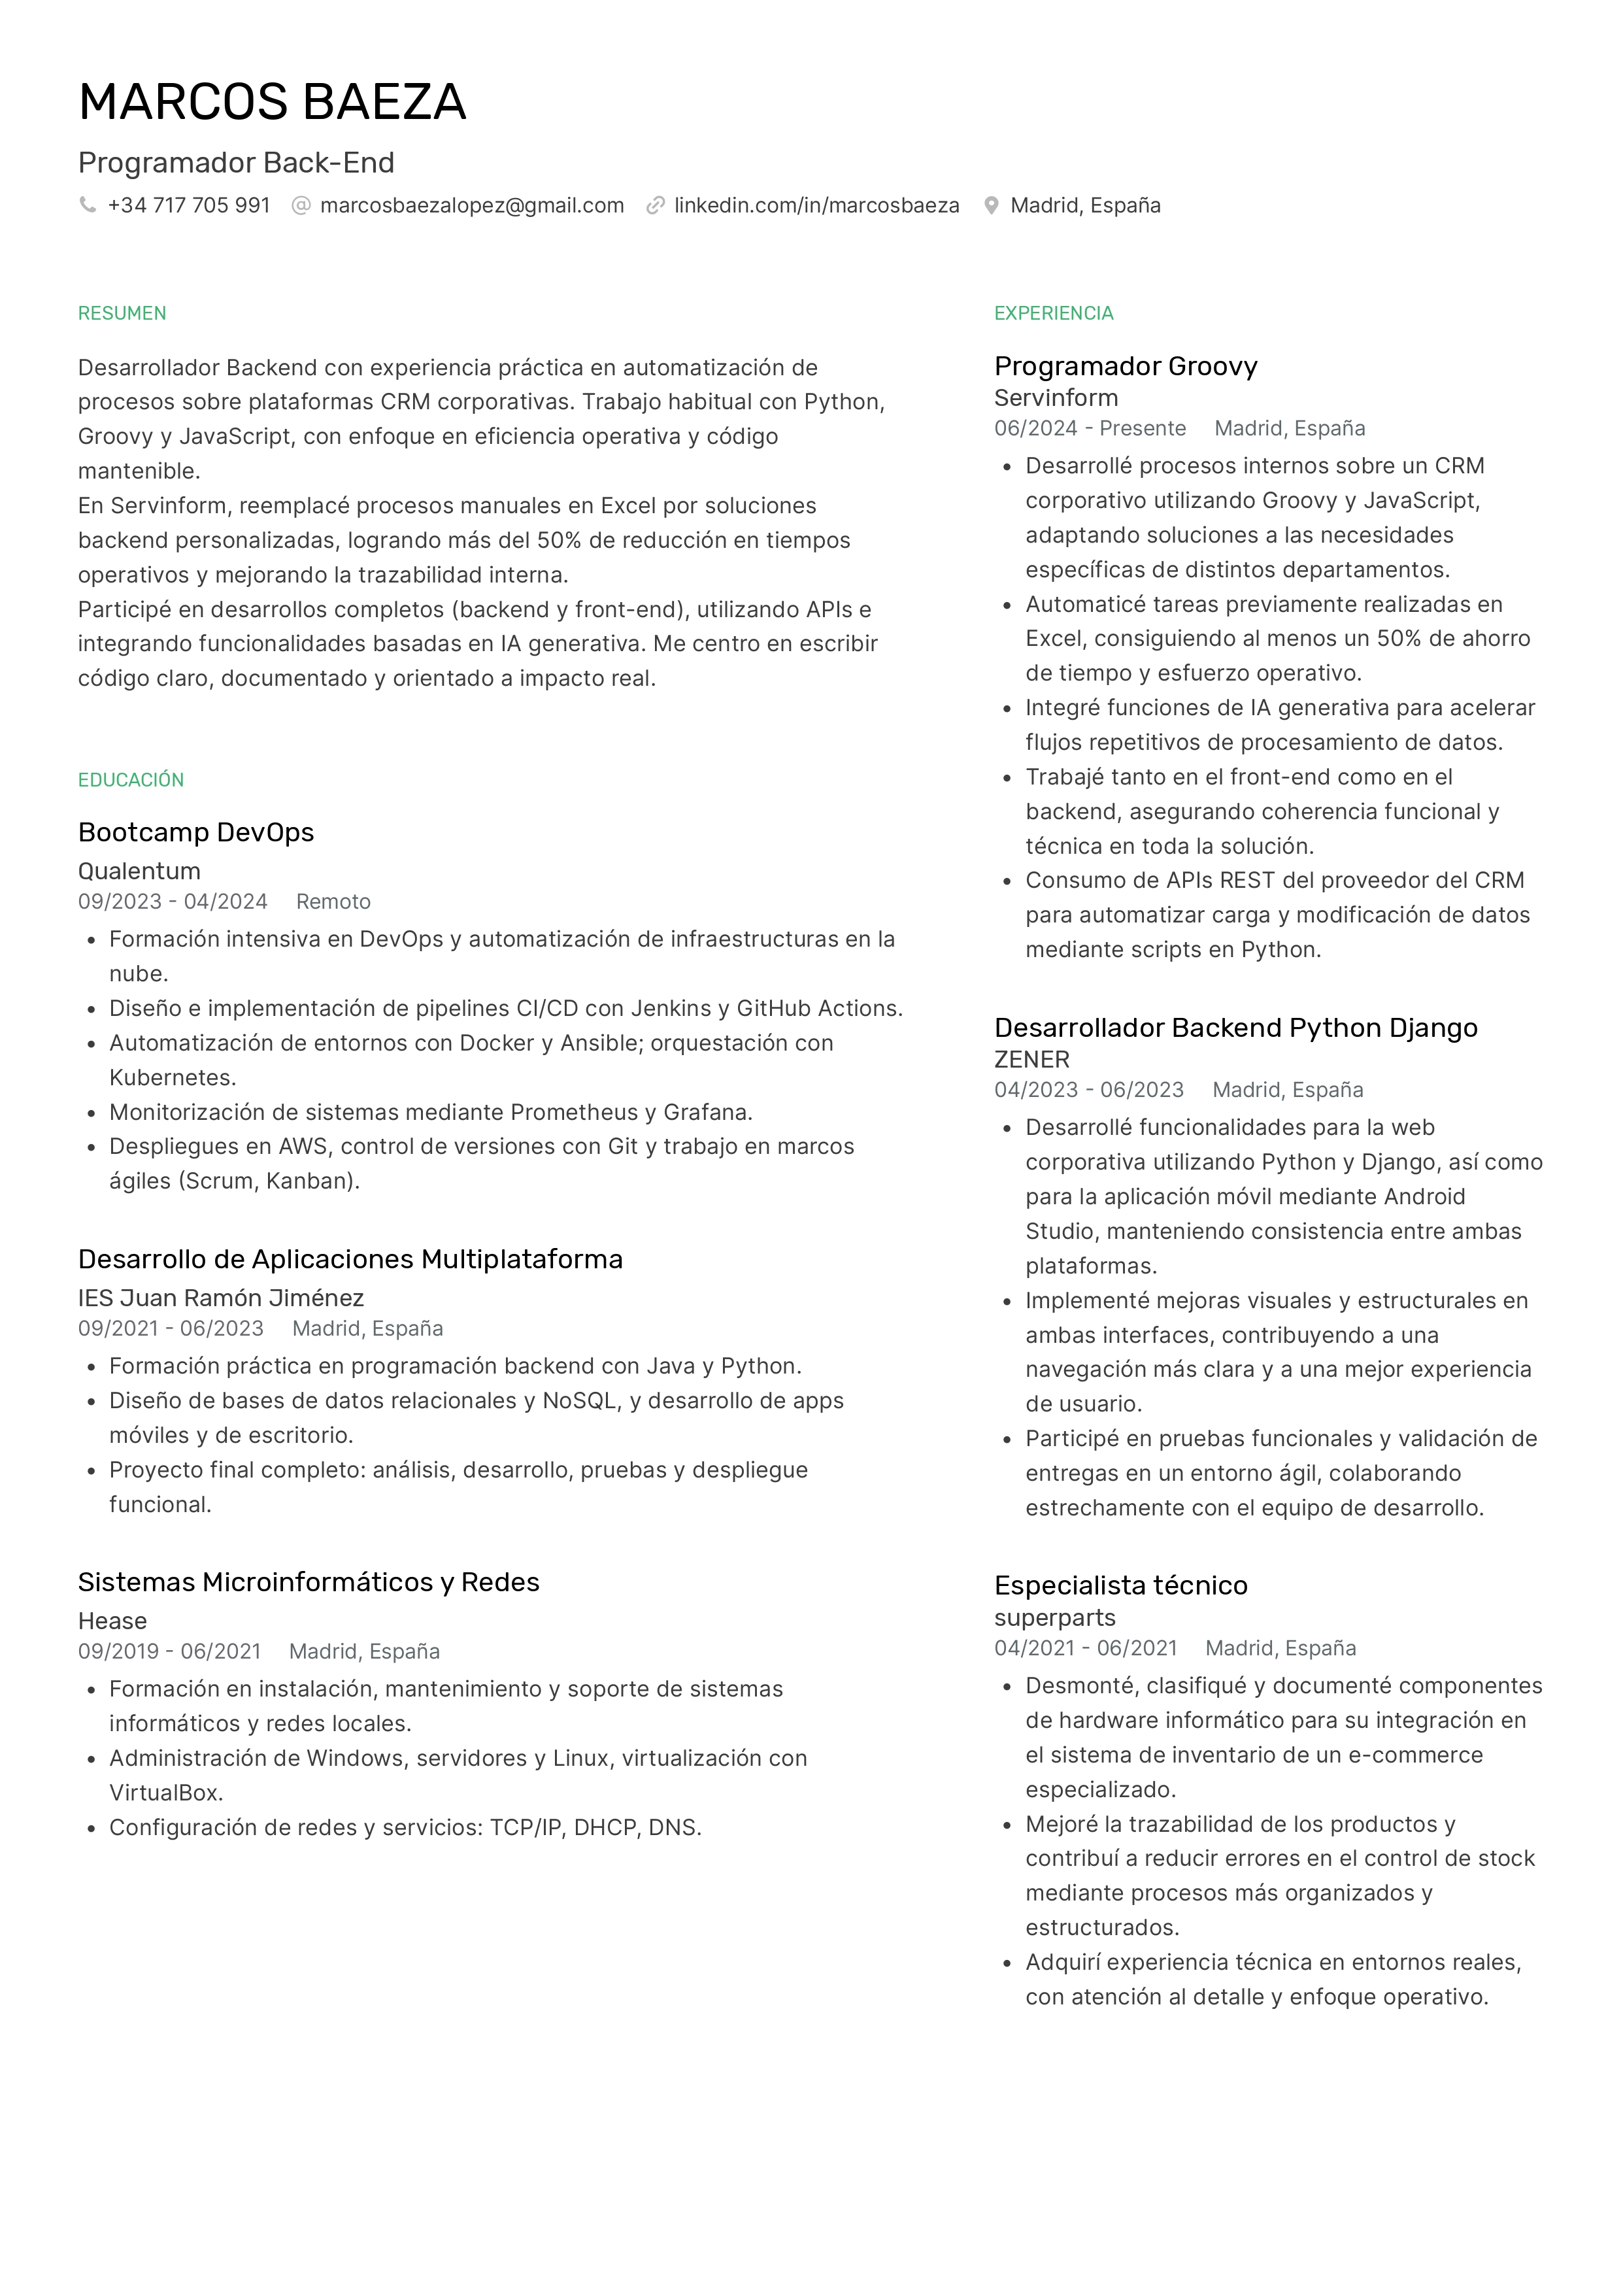 MARCOS BAEZA
Programador Back-End
+34 717 705 991 marcosbaezalopez@gmail.com linkedin.com/in/marcosbaeza Madrid, España
RESUMEN
Desarrollador Backend con experiencia práctica en automatización de
procesos sobre plataformas CRM corporativas. Trabajo habitual con Python,
Groovy y JavaScript, con enfoque en eficiencia operativa y código
mantenible.
En Servinform, reemplacé procesos manuales en Excel por soluciones
backend personalizadas, logrando más del 50% de reducción en tiempos
operativos y mejorando la trazabilidad interna.
Participé en desarrollos completos (backend y front-end), utilizando APIs e
integrando funcionalidades basadas en IA generativa. Me centro en escribir
código claro, documentado y orientado a impacto real.
EDUCACIÓN
Bootcamp DevOps
Qualentum
09/2023 - 04/2024 Remoto
• Formación intensiva en DevOps y automatización de infraestructuras en la
nube.
• Diseño e implementación de pipelines CI/CD con Jenkins y GitHub Actions.
• Automatización de entornos con Docker y Ansible; orquestación con
Kubernetes.
• Monitorización de sistemas mediante Prometheus y Grafana.
• Despliegues en AWS, control de versiones con Git y trabajo en marcos
ágiles (Scrum, Kanban).
Desarrollo de Aplicaciones Multiplataforma
IES Juan Ramón Jiménez
09/2021 - 06/2023 Madrid, España
• Formación práctica en programación backend con Java y Python.
• Diseño de bases de datos relacionales y NoSQL, y desarrollo de apps
móviles y de escritorio.
• Proyecto final completo: análisis, desarrollo, pruebas y despliegue
funcional.
Sistemas Microinformáticos y Redes
Hease
09/2019 - 06/2021 Madrid, España
• Formación en instalación, mantenimiento y soporte de sistemas
informáticos y redes locales.
• Administración de Windows, servidores y Linux, virtualización con
VirtualBox.
• Configuración de redes y servicios: TCP/IP, DHCP, DNS.
EXPERIENCIA
Programador Groovy
Servinform
06/2024 - Presente Madrid, España
• Desarrollé procesos internos sobre un CRM
corporativo utilizando Groovy y JavaScript,
adaptando soluciones a las necesidades
específicas de distintos departamentos.
• Automaticé tareas previamente realizadas en
Excel, consiguiendo al menos un 50% de ahorro
de tiempo y esfuerzo operativo.
• Integré funciones de IA generativa para acelerar
flujos repetitivos de procesamiento de datos.
• Trabajé tanto en el front-end como en el
backend, asegurando coherencia funcional y
técnica en toda la solución.
• Consumo de APIs REST del proveedor del CRM
para automatizar carga y modificación de datos
mediante scripts en Python.
Desarrollador Backend Python Django
ZENER
04/2023 - 06/2023 Madrid, España
• Desarrollé funcionalidades para la web
corporativa utilizando Python y Django, así como
para la aplicación móvil mediante Android
Studio, manteniendo consistencia entre ambas
plataformas.
• Implementé mejoras visuales y estructurales en
ambas interfaces, contribuyendo a una
navegación más clara y a una mejor experiencia
de usuario.
• Participé en pruebas funcionales y validación de
entregas en un entorno ágil, colaborando
estrechamente con el equipo de desarrollo.
Especialista técnico
superparts
04/2021 - 06/2021 Madrid, España
• Desmonté, clasifiqué y documenté componentes
de hardware informático para su integración en
el sistema de inventario de un e-commerce
especializado.
• Mejoré la trazabilidad de los productos y
contribuí a reducir errores en el control de stock
mediante procesos más organizados y
estructurados.
• Adquirí experiencia técnica en entornos reales,
con atención al detalle y enfoque operativo.